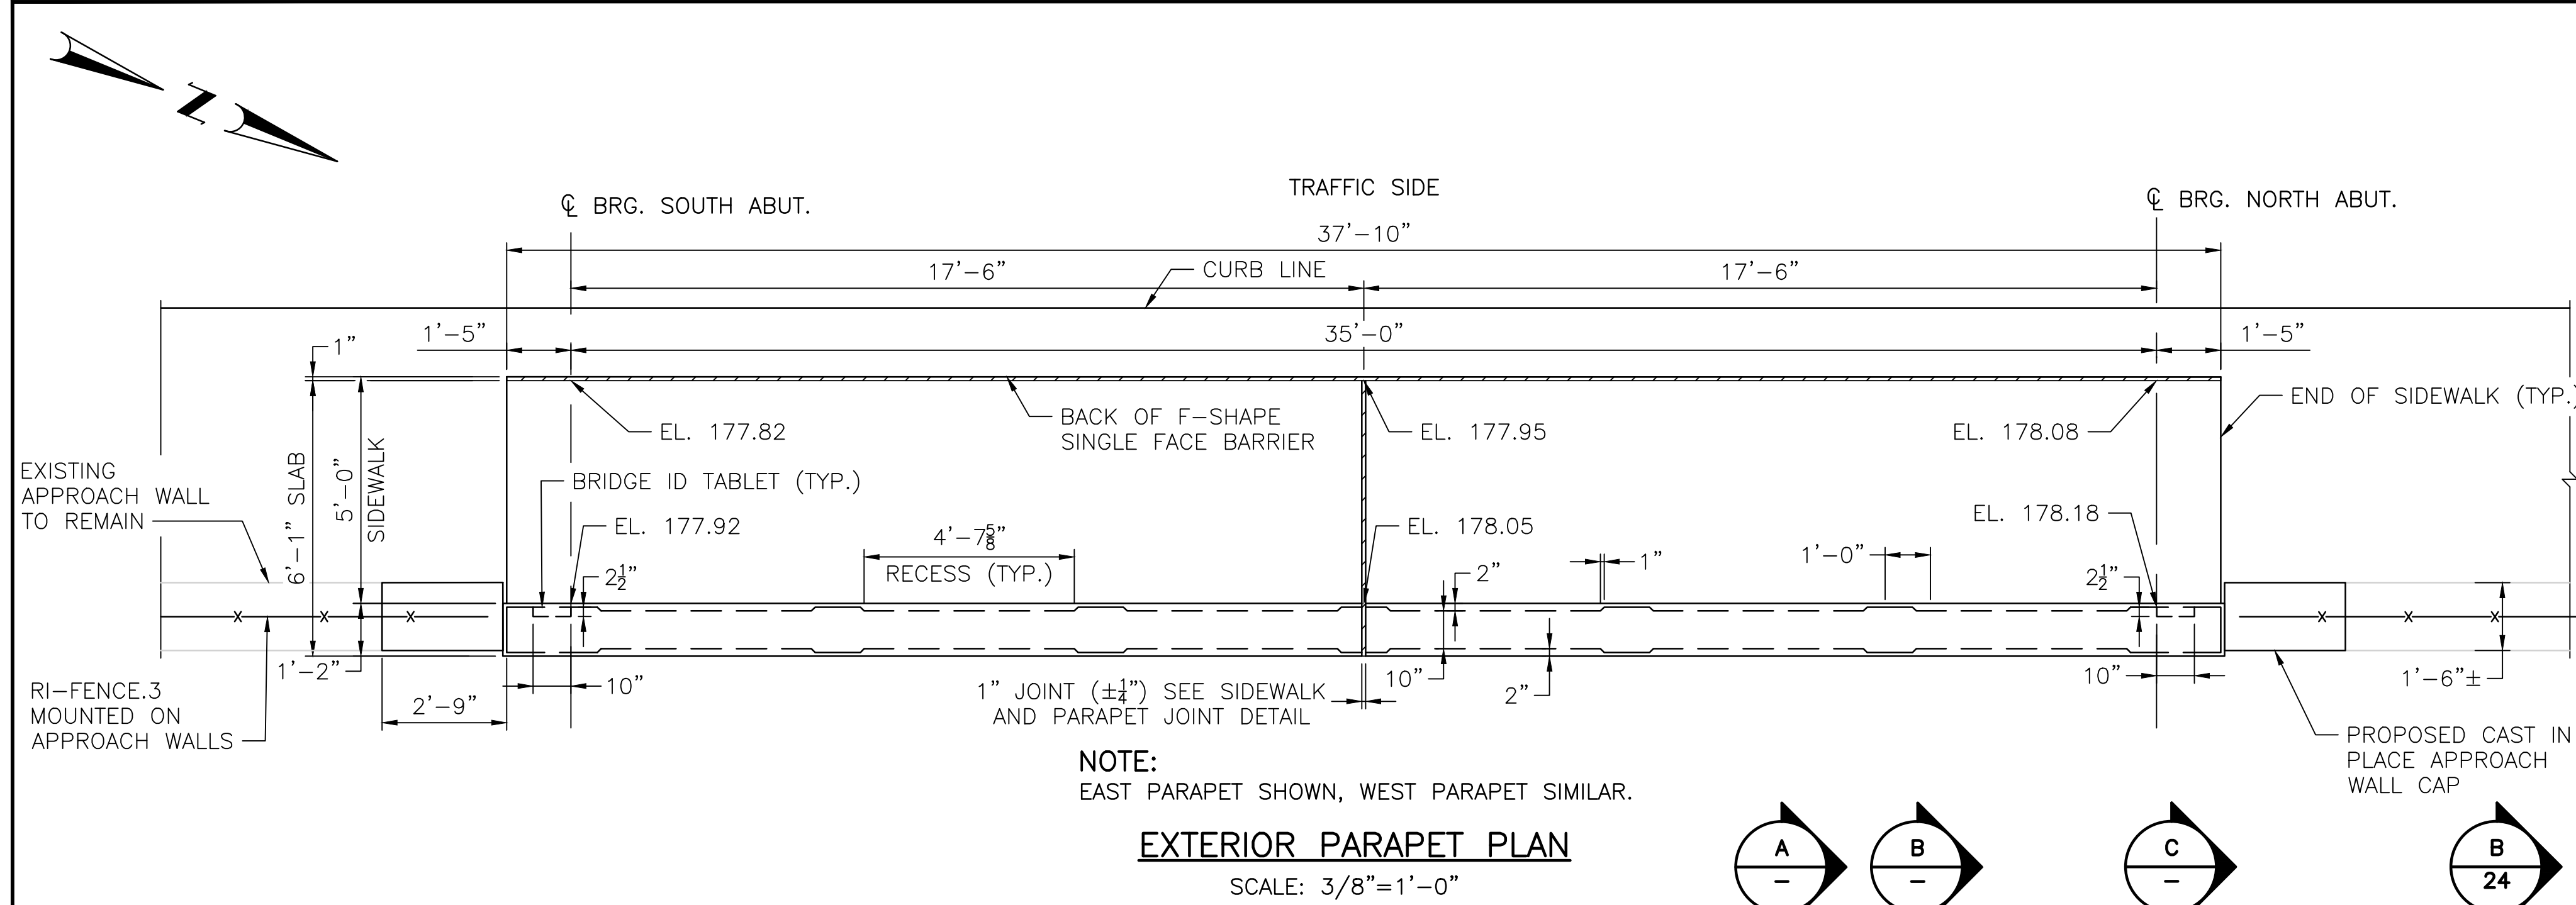 N
TRAFFIC SIDE
℄ BRG. SOUTH ABUT.
℄ BRG. NORTH ABUT.
37'-10"
17'-6"
CURB LINE
17'-6"
1'-5"
35'-0"
1'-5"
1"
END OF SIDEWALK (TYP.)
BACK OF F-SHAPE
SINGLE FACE BARRIER
EL. 177.82
EL. 177.95
EL. 178.08
EXISTING
APPROACH WALL
TO REMAIN
6'-1" SLAB
5'-0"
SIDEWALK
BRIDGE ID TABLET (TYP.)
EL. 177.92
EL. 178.05
EL. 178.18
4'-7⅝"
RECESS (TYP.)
2½"
2"
1"
1'-0"
2½"
1'-2"
10"
10"
2"
10"
1'-6"±
RI-FENCE.3
MOUNTED ON
APPROACH WALLS
2'-9"
1" JOINT (±¼") SEE SIDEWALK
AND PARAPET JOINT DETAIL
PROPOSED CAST IN
PLACE APPROACH
WALL CAP
NOTE:
EAST PARAPET SHOWN, WEST PARAPET SIMILAR.
EXTERIOR PARAPET PLAN
SCALE: 3/8"=1'-0"
A
-
B
-
C
-
B
24